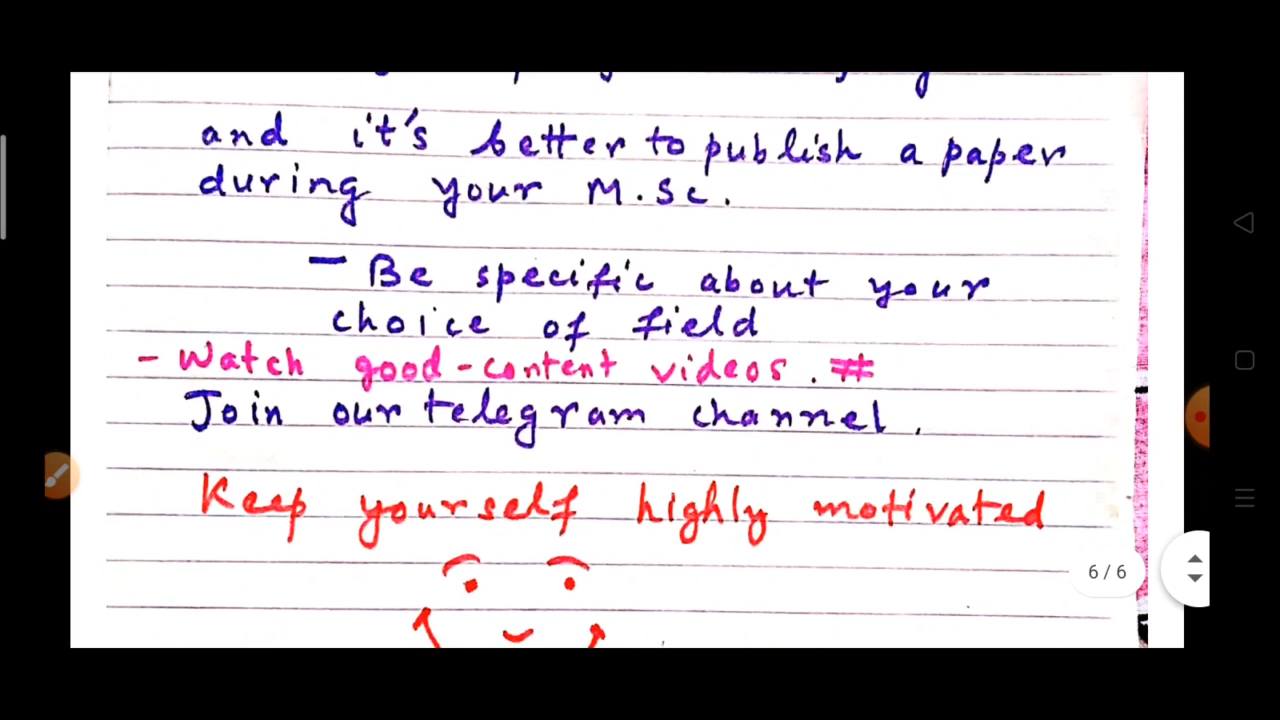 and it's better to publish a paper
during your M.Sc.
- Be specific about your
choice of field
- Watch good-content videos. #
Join our telegram channel.
Keep yourself highly motivated
6 / 6